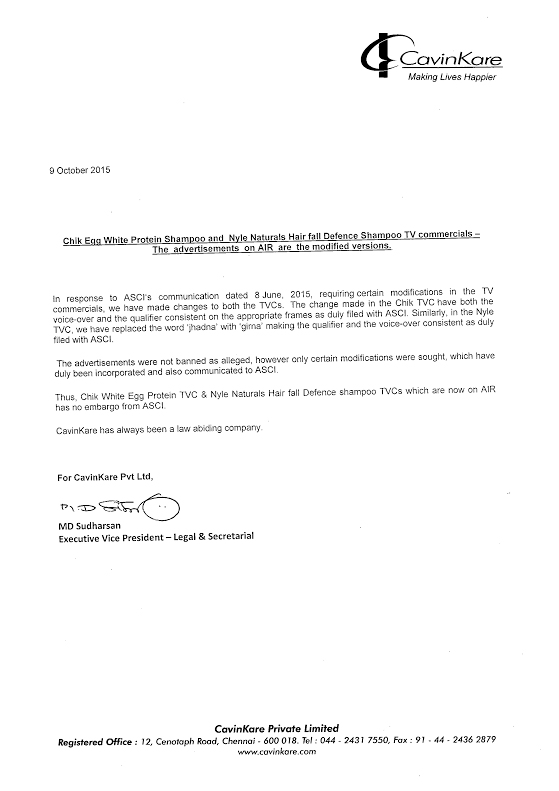 CavinKare
Making Lives Happier
9 October 2015
Chik Egg White Protein Shampoo and Nyle Naturals Hair fall Defence Shampoo TV commercials –
The advertisements on AIR are the modified versions.
In response to ASCI's communication dated 8 June, 2015, requiring certain modifications in the TV
commercials, we have made changes to both the TVCs. The change made in the Chik TVC have both the
voice-over and the qualifier consistent on the appropriate frames as duly filed with ASCI. Similarly, in the Nyle
TVC, we have replaced the word 'jhadna' with 'girna' making the qualifier and the voice-over consistent as duly
filed with ASCI.
The advertisements were not banned as alleged, however only certain modifications were sought, which have
duly been incorporated and also communicated to ASCI.
Thus, Chik White Egg Protein TVC & Nyle Naturals Hair fall Defence shampoo TVCs which are now on AIR
has no embargo from ASCI.
CavinKare has always been a law abiding company.
For CavinKare Pvt Ltd,
MD Sudharsan
Executive Vice President – Legal & Secretarial
CavinKare Private Limited
Registered Office : 12, Cenotaph Road, Chennai - 600 018. Tel : 044 - 2431 7550, Fax : 91 - 44 - 2436 2879
www.cavinkare.com